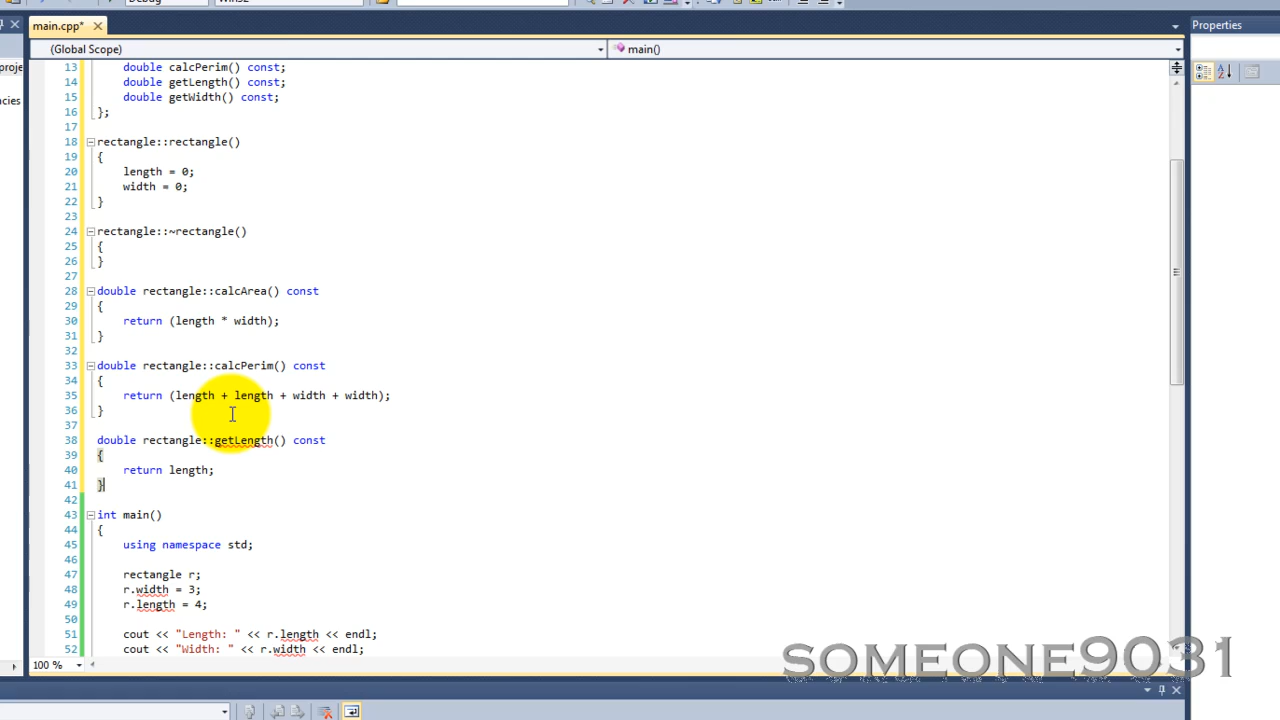 Debug
Win32
main.cpp*
Properties
(Global Scope)
main()
proje
13 double calcPerim() const;
14 double getLength() const;
15 double getWidth() const;
16 };
17
18 rectangle::rectangle()
19 {
20 length = 0;
21 width = 0;
22 }
23
24 rectangle::~rectangle()
25 {
26 }
27
28 double rectangle::calcArea() const
29 {
30 return (length * width);
31 }
32
33 double rectangle::calcPerim() const
34 {
35 return (length + length + width + width);
36 }
37
38 double rectangle::getLength() const
39 {
40 return length;
41 }
42
43 int main()
44 {
45 using namespace std;
46
47 rectangle r;
48 r.width = 3;
49 r.length = 4;
50
51 cout << "Length: " << r.length << endl;
52 cout << "Width: " << r.width << endl;
cies
100 %
SOMEONE9031